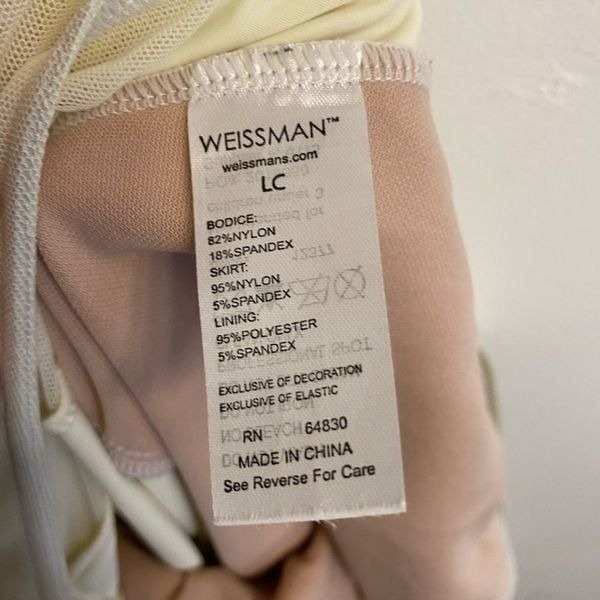 WEISSMAN™
weissmans.com
LC
BODICE:
82%NYLON
18%SPANDEX
SKIRT:
95%NYLON
5%SPANDEX
LINING:
95%POLYESTER
5%SPANDEX
EXCLUSIVE OF DECORATION
EXCLUSIVE OF ELASTIC
RN 64830
MADE IN CHINA
See Reverse For Care